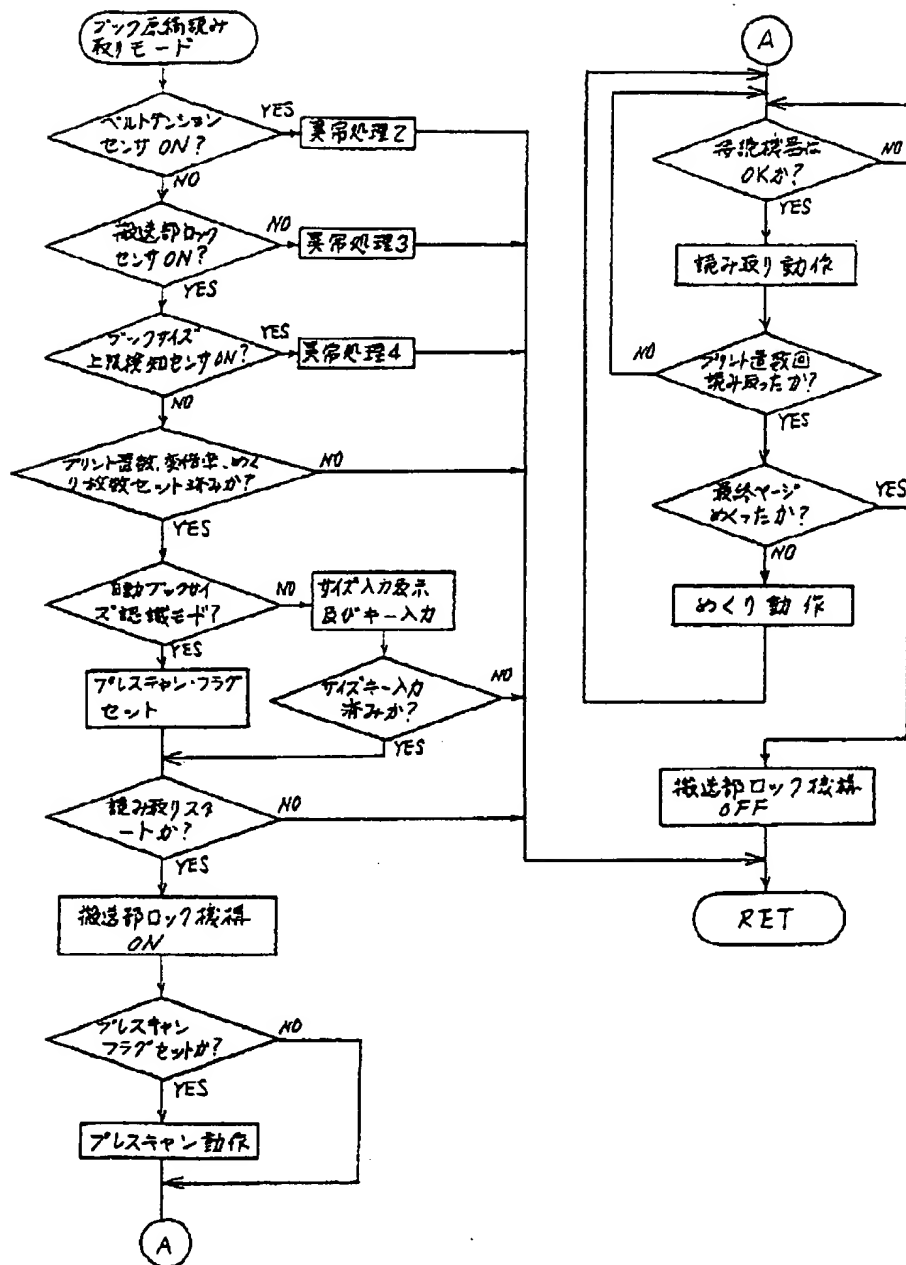 ブック原稿読み
取りモード
ベルトテンション
センサ ON?
YES
異常処理2
NO
搬送部ロック
センサ ON?
NO
異常処理3
YES
ブックサイズ
上限検知センサON?
YES
異常処理4
NO
プリント置数,変倍率,めく
り枚数セット済みか?
NO
YES
自動ブックサイ
ズ認識モード?
NO
サイズ入力表示
及びキー入力
YES
プレスキャン・フラグ
セット
サイズキー入力
済みか?
NO
YES
読み取りスタ
ートか?
NO
YES
搬送部ロック機構
ON
プレスキャン
フラグセットか?
NO
YES
プレスキャン動作
A
A
接続機器は
OKか?
NO
YES
読み取り動作
プリント置数回
読み取ったか?
NO
YES
最終ページ
めくったか?
YES
NO
めくり動作
搬送部ロック機構
OFF
RET